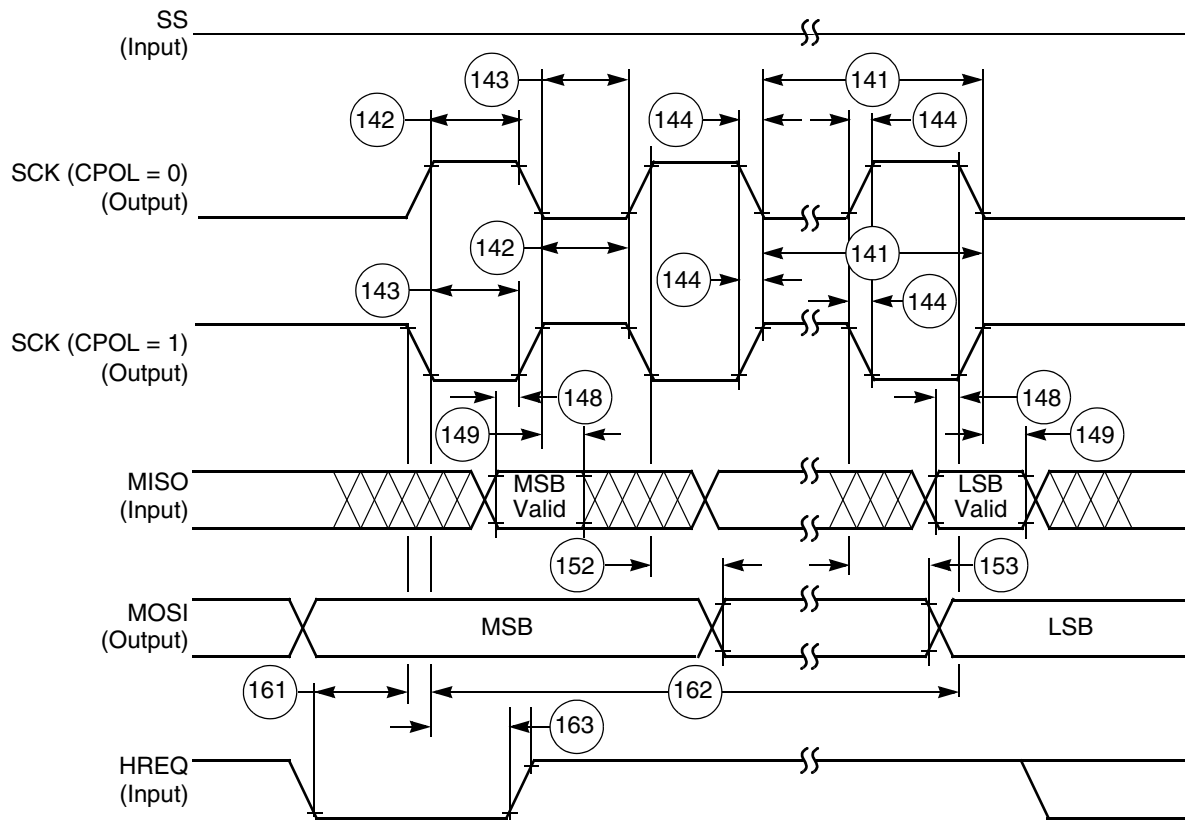 SS
(Input)
143
141
142
144
144
SCK (CPOL = 0)
(Output)
142
141
143
144
144
SCK (CPOL = 1)
(Output)
148
148
149
149
MISO
(Input)
MSB
Valid
LSB
Valid
152
153
MOSI
(Output)
MSB
LSB
161
162
163
HREQ
(Input)